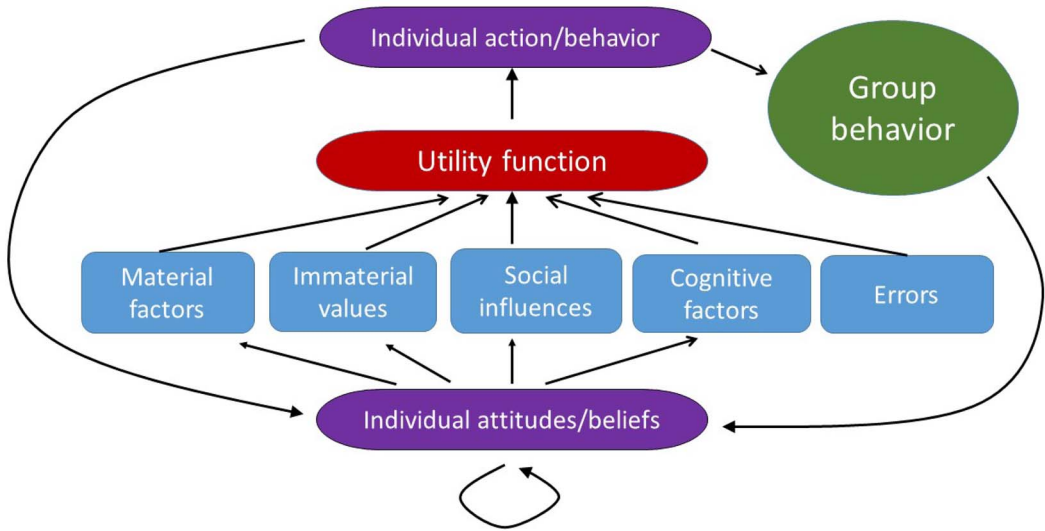 Individual action/behavior
Group
behavior
Utility function
Material
factors
Immaterial
values
Social
influences
Cognitive
factors
Errors
Individual attitudes/beliefs